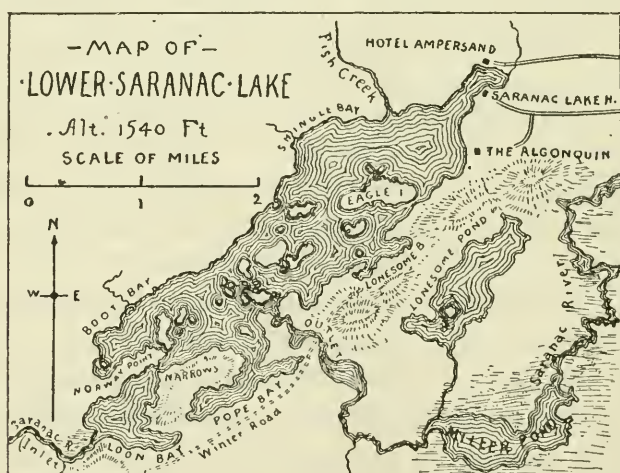 -MAP OF-
·LOWER·SARANAC·LAKE
Alt. 1540 Ft
SCALE OF MILES
0 1 2
N
W E
Fish Creek
HOTEL AMPERSAND
SARANAC LAKE H.
THE ALGONQUIN
SHINGLE BAY
EAGLE I
LONESOME B.
LONESOME POND
BOOT BAY
OUTLET
NORWAY POINT
NARROWS
POPE BAY
Winter Road
LOON BAY
Saranac R.
(Inlet)
Saranac River
MILLER POND